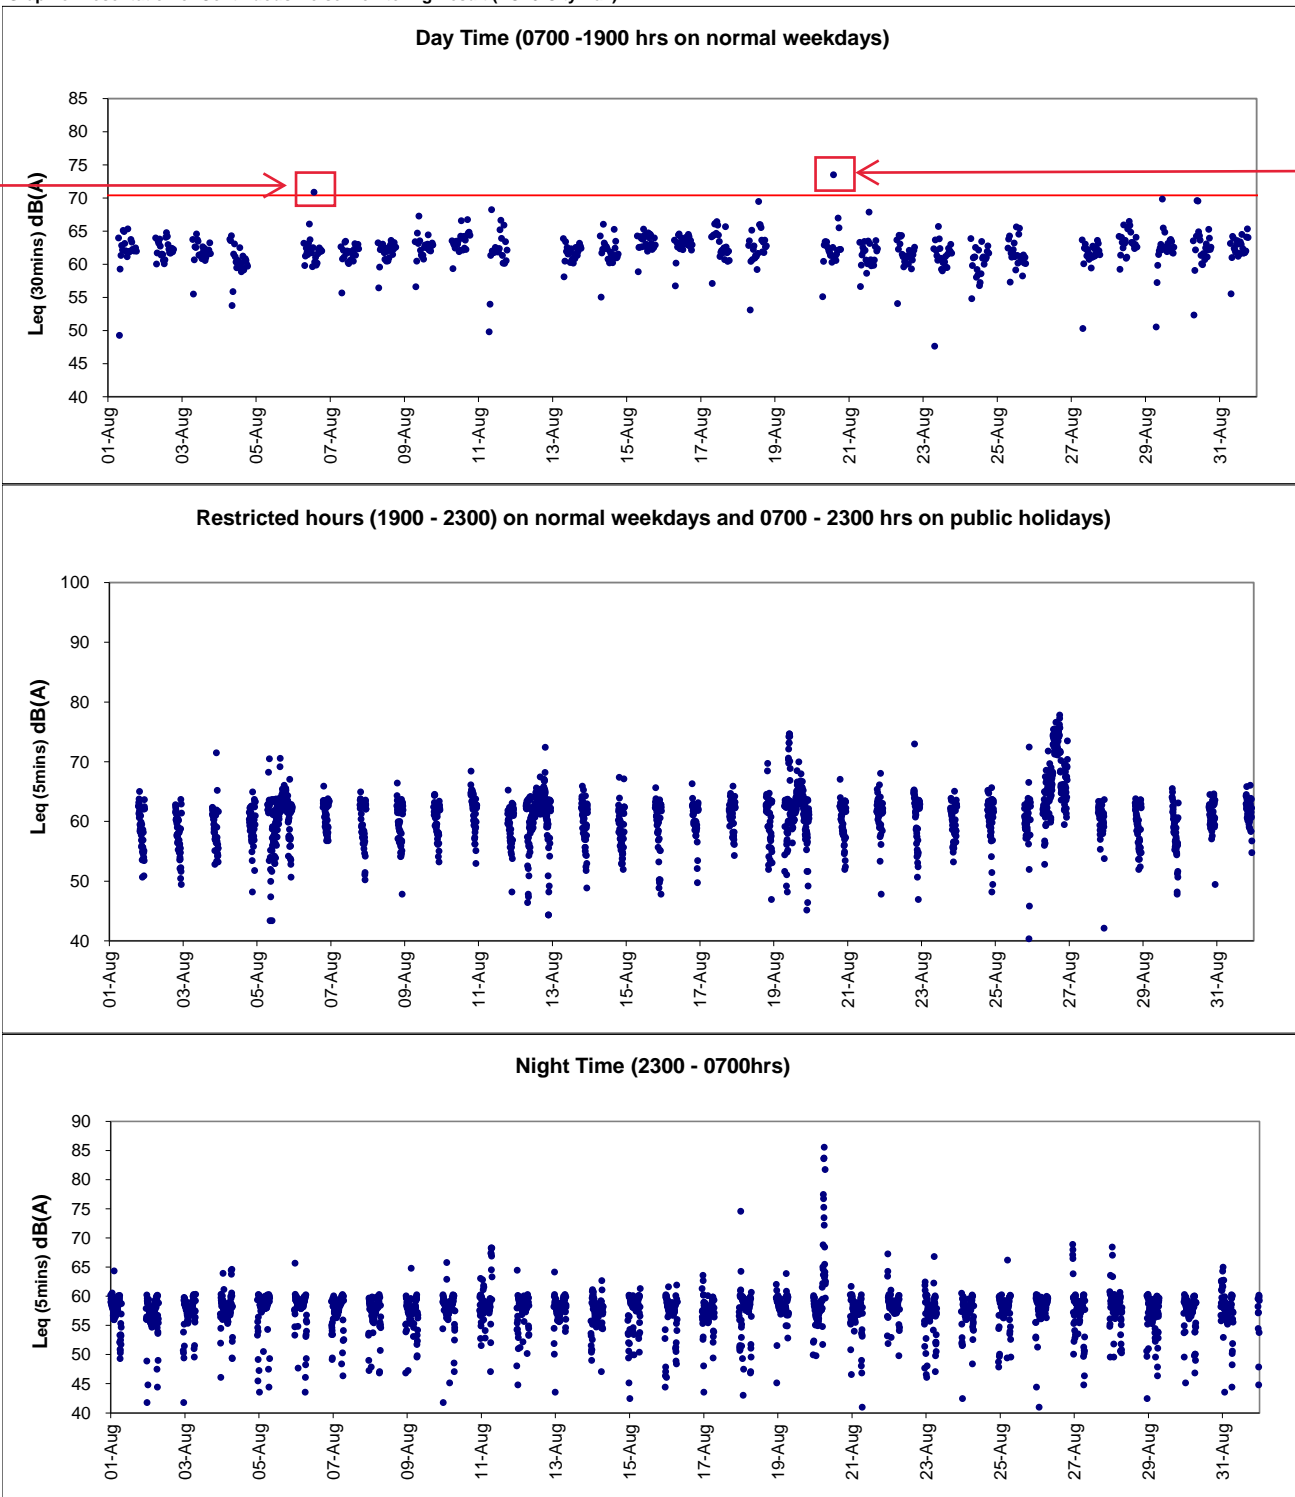 Day Time (0700 -1900 hrs on normal weekdays)
Leq (30mins) dB(A)
85
80
75
70
65
60
55
50
45
40
01-Aug
03-Aug
05-Aug
07-Aug
09-Aug
11-Aug
13-Aug
15-Aug
17-Aug
19-Aug
21-Aug
23-Aug
25-Aug
27-Aug
29-Aug
31-Aug
Restricted hours (1900 - 2300) on normal weekdays and 0700 - 2300 hrs on public holidays)
Leq (5mins) dB(A)
100
90
80
70
60
50
40
01-Aug
03-Aug
05-Aug
07-Aug
09-Aug
11-Aug
13-Aug
15-Aug
17-Aug
19-Aug
21-Aug
23-Aug
25-Aug
27-Aug
29-Aug
31-Aug
Night Time (2300 - 0700hrs)
Leq (5mins) dB(A)
90
85
80
75
70
65
60
55
50
45
40
01-Aug
03-Aug
05-Aug
07-Aug
09-Aug
11-Aug
13-Aug
15-Aug
17-Aug
19-Aug
21-Aug
23-Aug
25-Aug
27-Aug
29-Aug
31-Aug